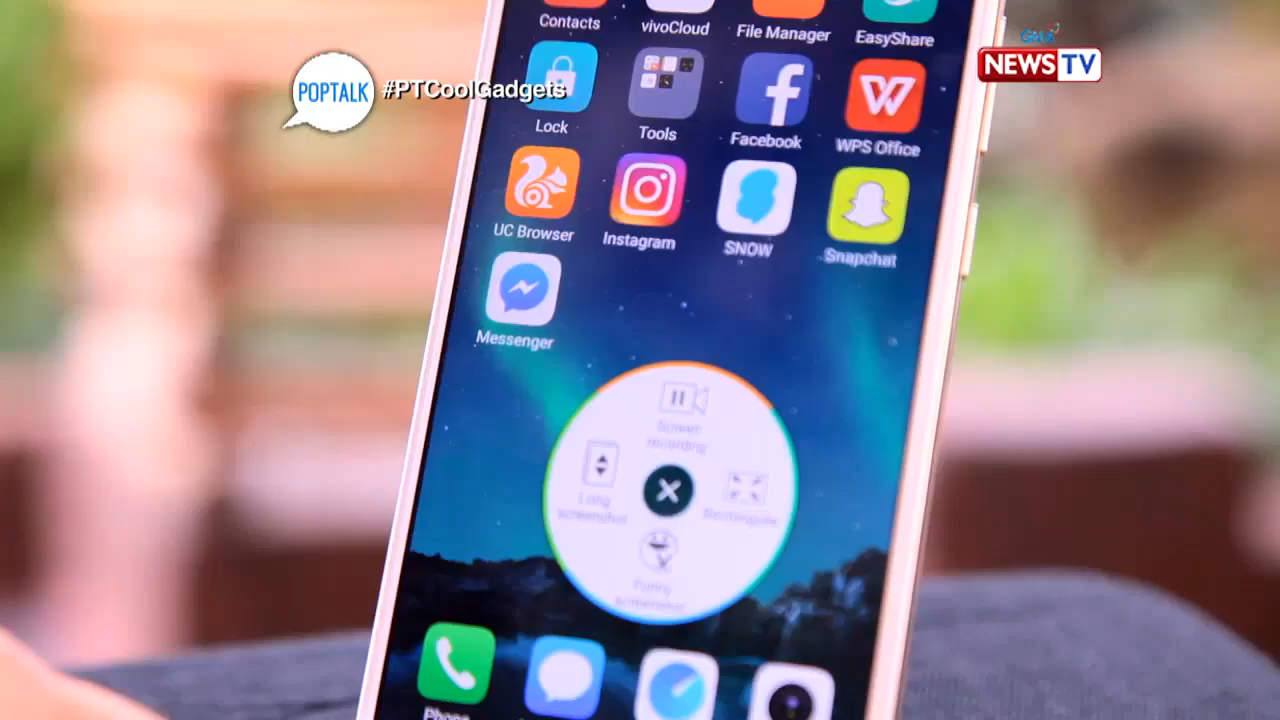 GMA
NEWS TV
POPTALK #PTCoolGadgets
Contacts
vivoCloud
File Manager
EasyShare
Lock
Tools
Facebook
WPS Office
UC Browser
Instagram
SNOW
Snapchat
Messenger
Screen
recording
Long
screenshot
Rectangular
Funny
screenshot
Phone